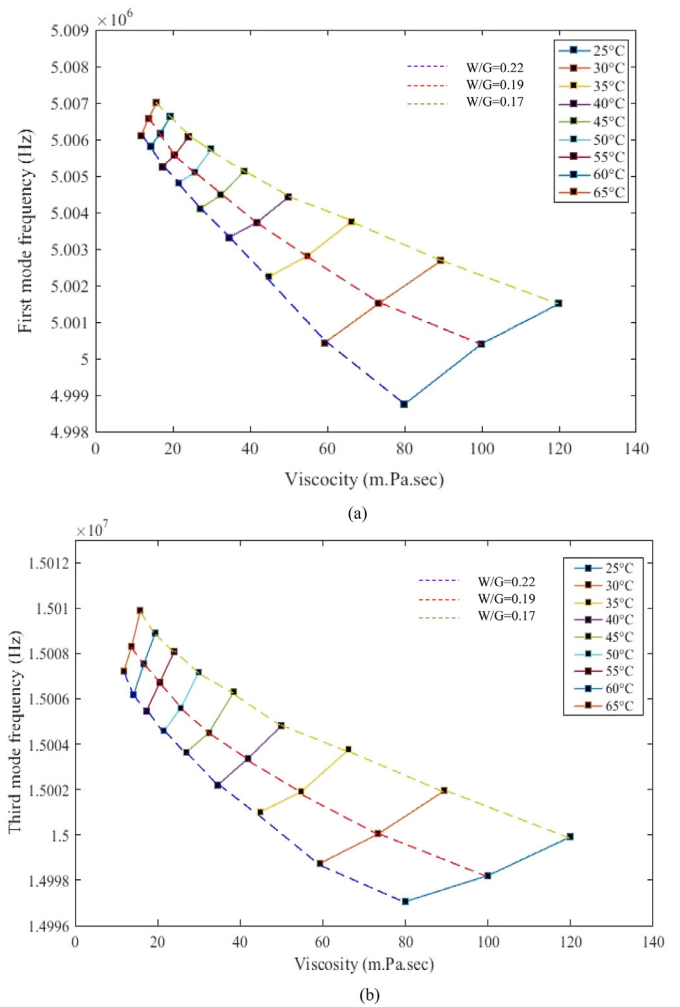 ×10⁶
5.009
5.008
5.007
5.006
5.005
5.004
5.003
5.002
5.001
5
4.999
4.998
First mode frequency (Hz)
W/G=0.22
W/G=0.19
W/G=0.17
25°C
30°C
35°C
40°C
45°C
50°C
55°C
60°C
65°C
0 20 40 60 80 100 120 140
Viscocity (m.Pa.sec)
(a)
×10⁷
1.5012
1.501
1.5008
1.5006
1.5004
1.5002
1.5
1.4998
1.4996
Third mode frequency (Hz)
W/G=0.22
W/G=0.19
W/G=0.17
25°C
30°C
35°C
40°C
45°C
50°C
55°C
60°C
65°C
0 20 40 60 80 100 120 140
Viscosity (m.Pa.sec)
(b)